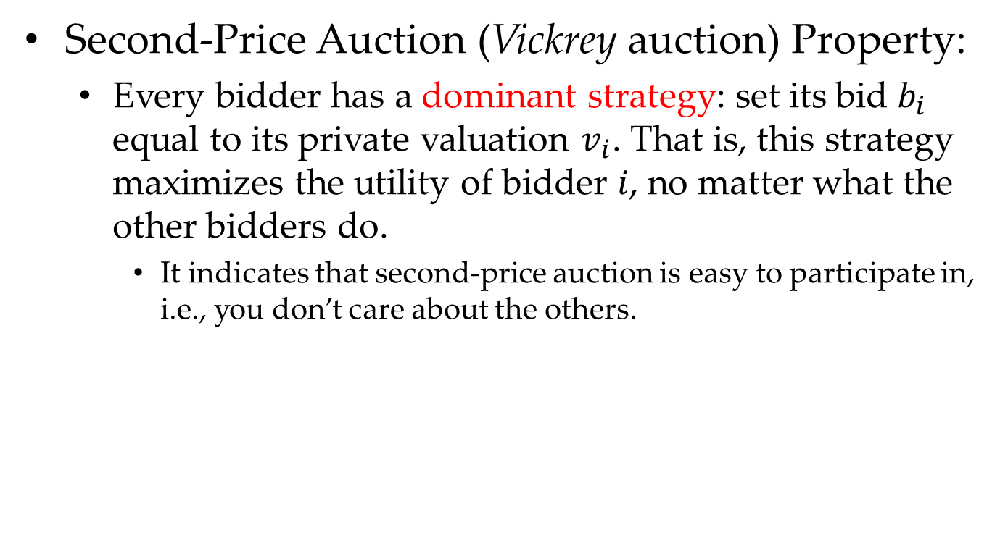 • Second-Price Auction (Vickrey auction) Property:
• Every bidder has a dominant strategy: set its bid bᵢ
equal to its private valuation vᵢ. That is, this strategy
maximizes the utility of bidder i, no matter what the
other bidders do.
• It indicates that second-price auction is easy to participate in,
i.e., you don’t care about the others.